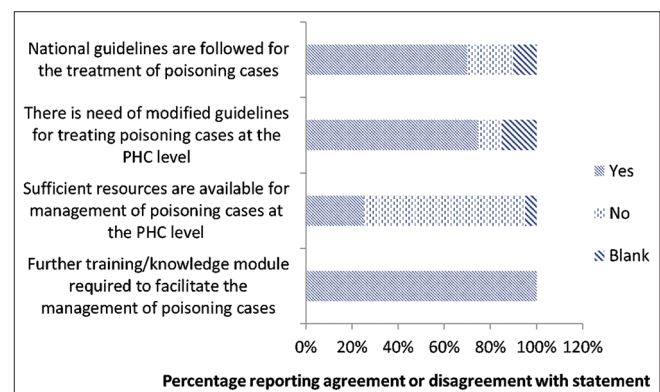 National guidelines are followed for
the treatment of poisoning cases
There is need of modified guidelines
for treating poisoning cases at the
PHC level
Sufficient resources are available for
management of poisoning cases at
the PHC level
Further training/knowledge module
required to facilitate the
management of poisoning cases
Yes
No
Blank
0% 20% 40% 60% 80% 100% 120%
Percentage reporting agreement or disagreement with statement